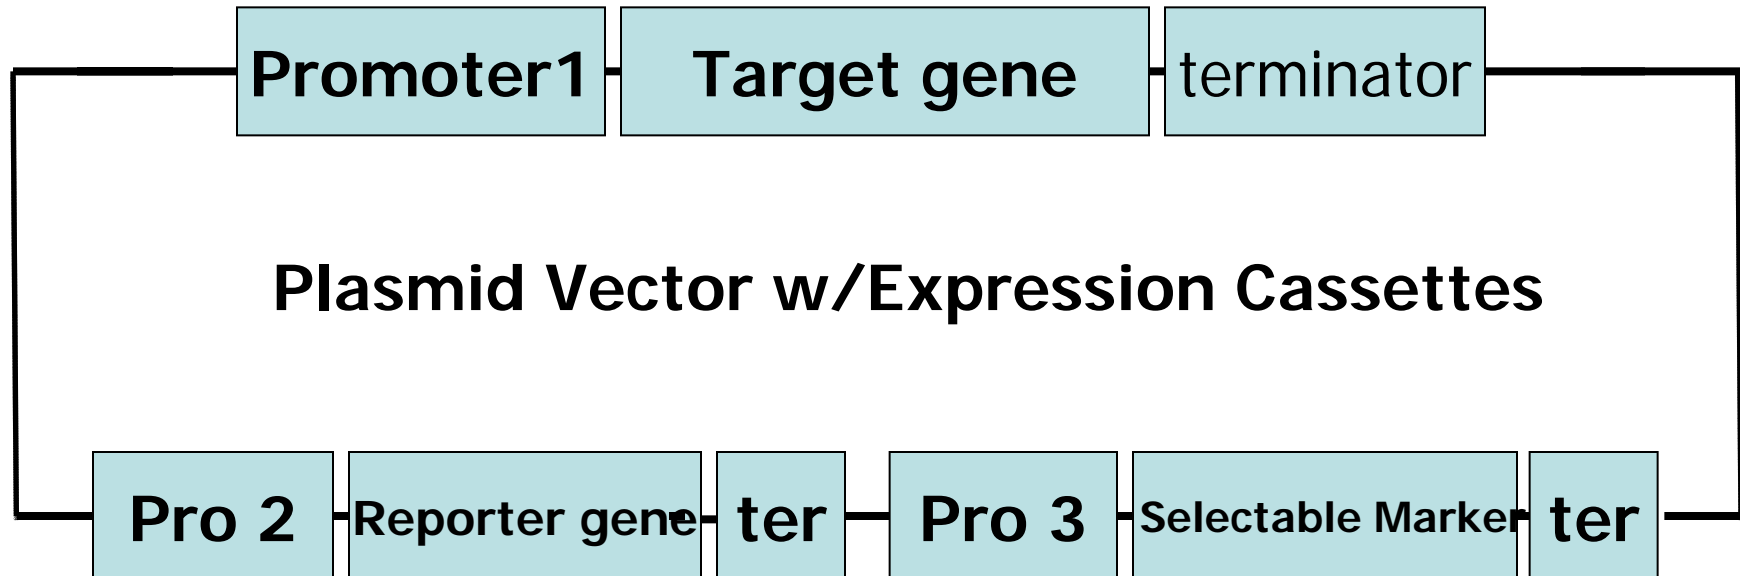 Promoter1 Target gene terminator
Plasmid Vector w/Expression Cassettes
Pro 2 Reporter gene ter Pro 3 Selectable Marker ter